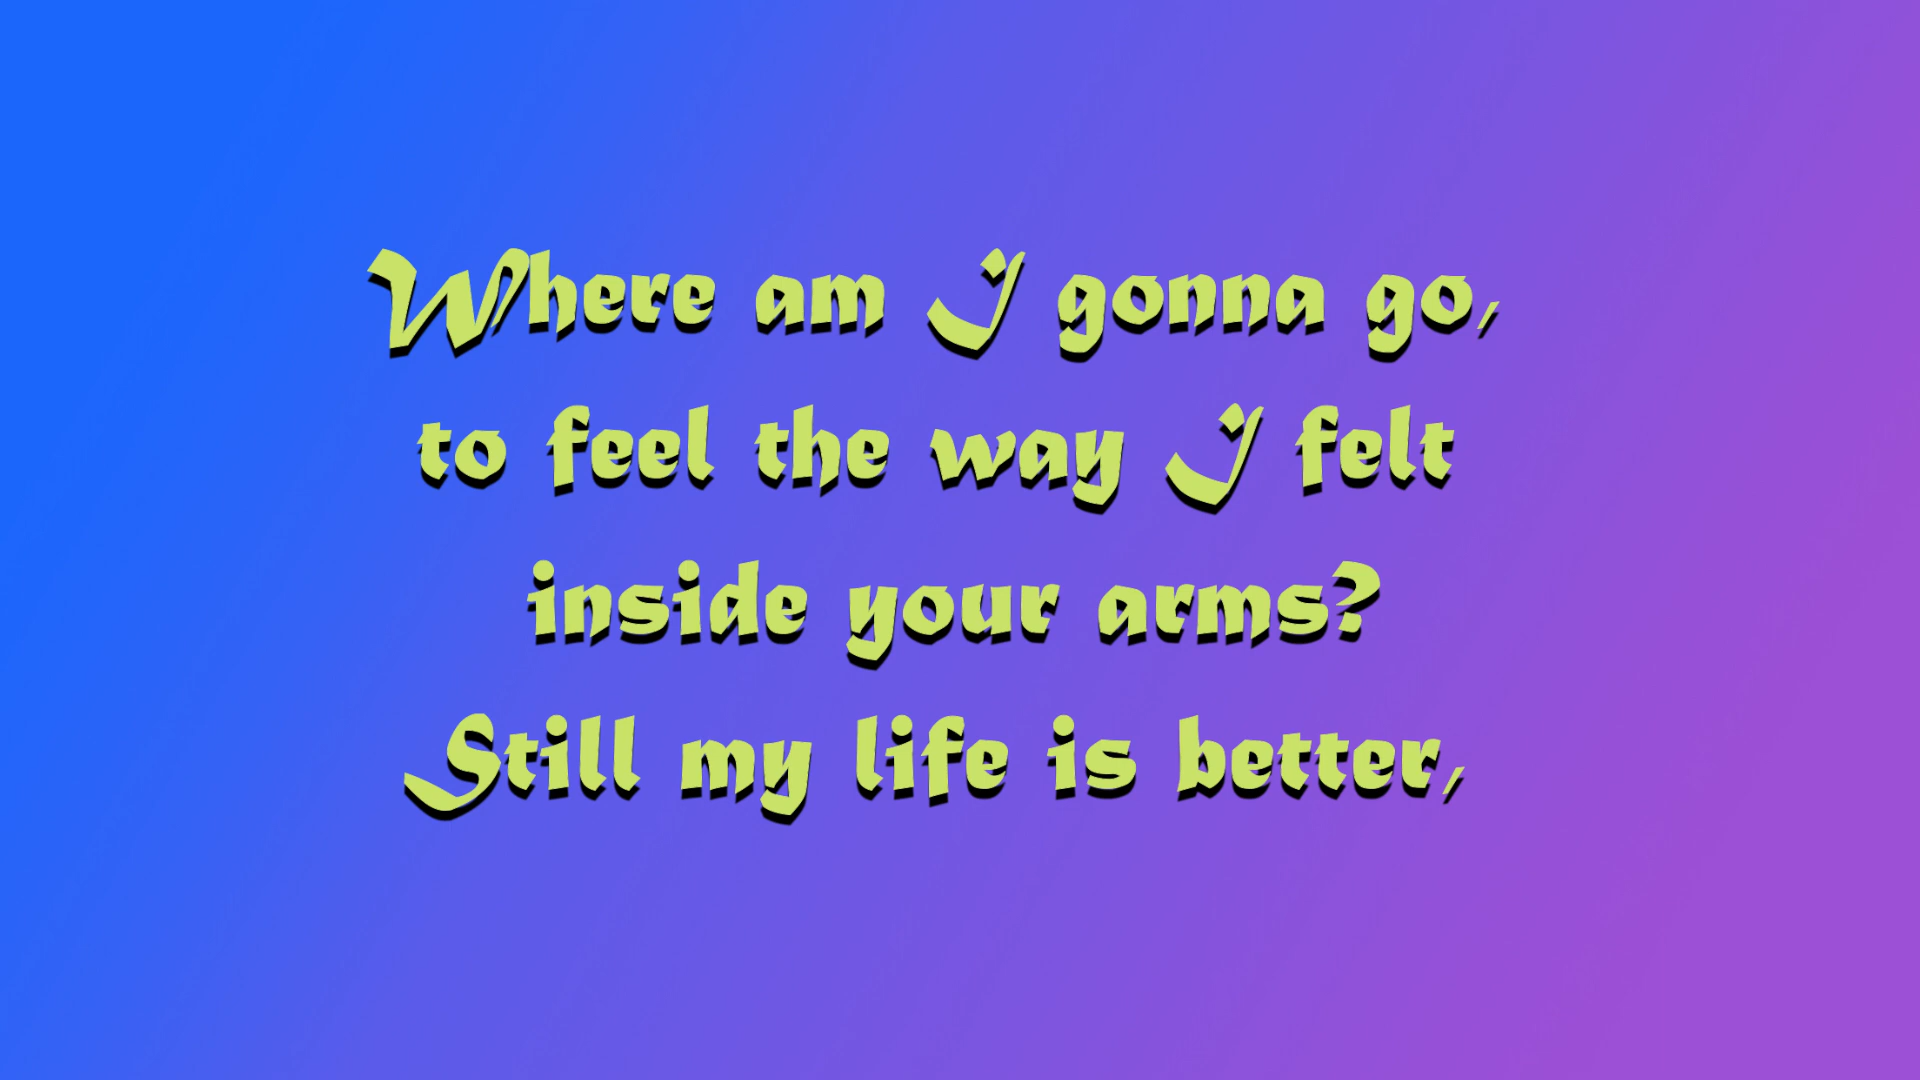 Where am I gonna go,
to feel the way I felt
inside your arms?
Still my life is better,